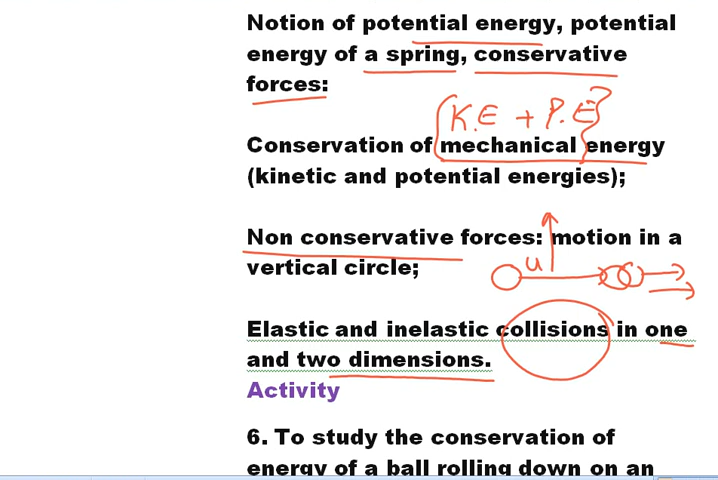 Notion of potential energy, potential
energy of a spring, conservative
forces:
K.E + P.E
Conservation of mechanical energy
(kinetic and potential energies);
Non conservative forces: motion in a
vertical circle;
u
Elastic and inelastic collisions in one
and two dimensions.
Activity
6. To study the conservation of
energy of a ball rolling down on an